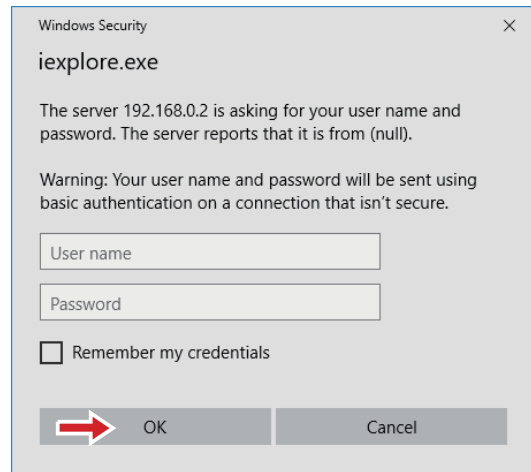 Windows Security
iexplore.exe
The server 192.168.0.2 is asking for your user name and
password. The server reports that it is from (null).
Warning: Your user name and password will be sent using
basic authentication on a connection that isn’t secure.
User name
Password
Remember my credentials
OK
Cancel